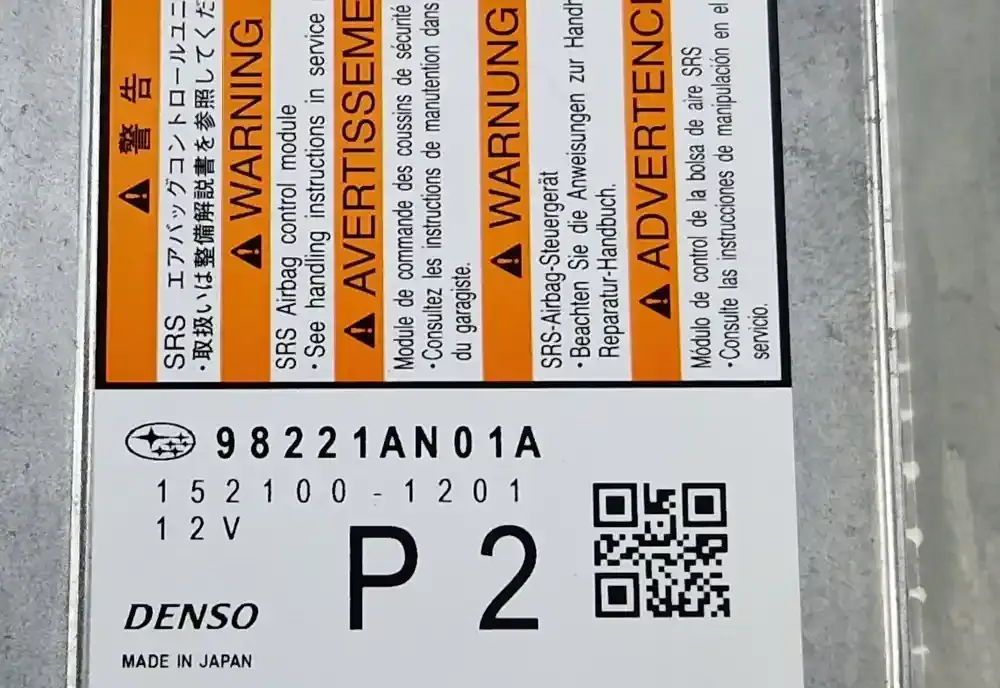 警告
SRS エアバッグコントロールユニ
・取扱いは整備解説書を参照してくだ
WARNING
SRS Airbag control module
・See handling instructions in service
AVERTISSEME
Module de commande des coussins de sécurité
・Consultez les instructions de manutention dans
du garagiste.
WARNUNG
SRS-Airbag-Steuergerät
・Beachten Sie die Anweisungen zur Handh
Reparatur-Handbuch.
ADVERTENCI
Módulo de control de la bolsa de aire SRS
・Consulte las instrucciones de manipulación en el
servicio.
98221AN01A
152100-1201
12V
P2
DENSO
MADE IN JAPAN